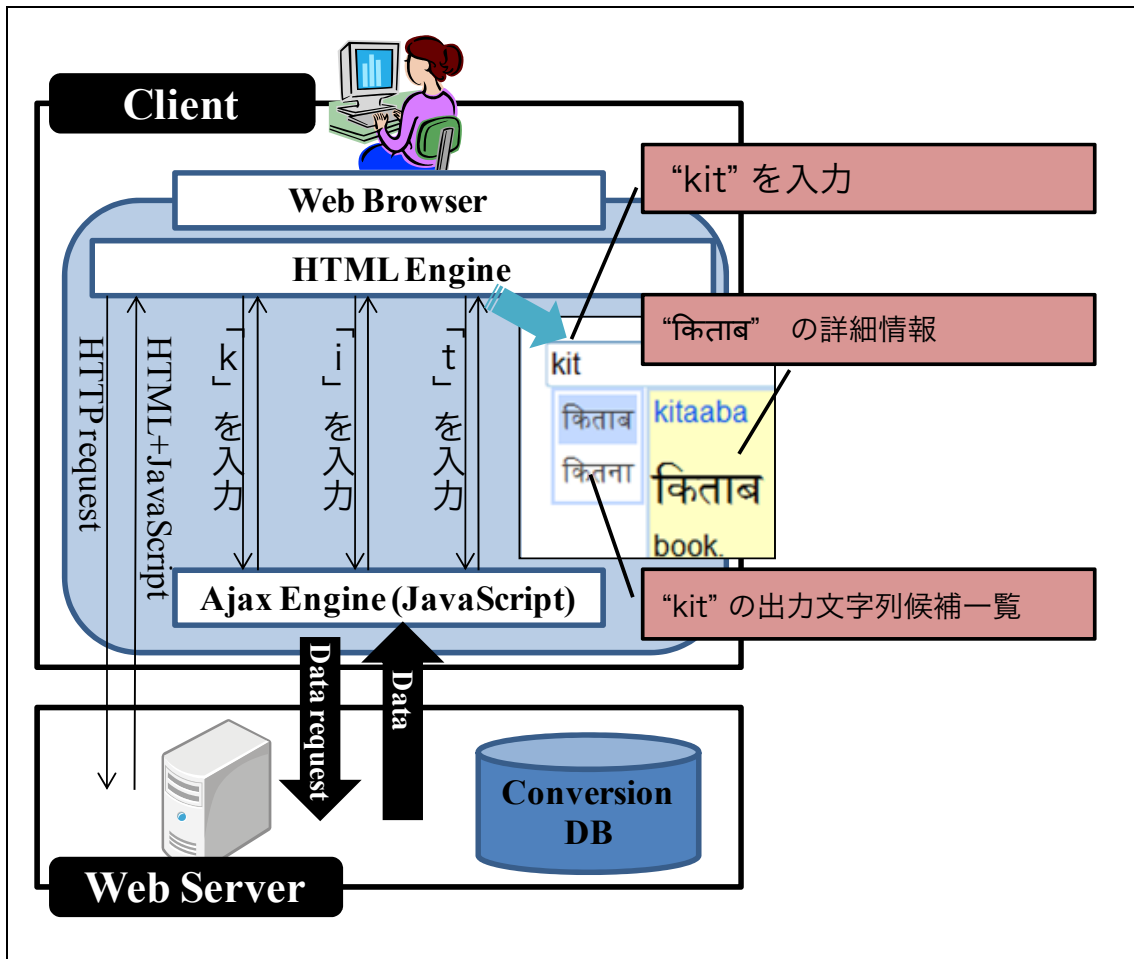 Client
Web Browser
HTML Engine
“kit” を入力
“किताब” の詳細情報
HTTP request
HTML+JavaScript
「k」を入力
「i」を入力
「t」を入力
kit
किताब
कितना
kitaaba
किताब
book.
“kit” の出力文字列候補一覧
Ajax Engine (JavaScript)
Data request
Data
Conversion
DB
Web Server